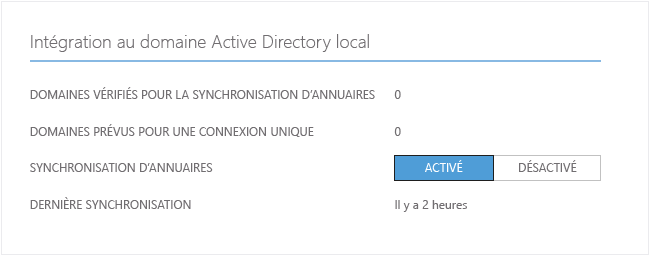 Intégration au domaine Active Directory local
DOMAINES VÉRIFIÉS POUR LA SYNCHRONISATION D'ANNUAIRES 0
DOMAINES PRÉVUS POUR UNE CONNEXION UNIQUE 0
SYNCHRONISATION D'ANNUAIRES ACTIVÉ DÉSACTIVÉ
DERNIÈRE SYNCHRONISATION Il y a 2 heures